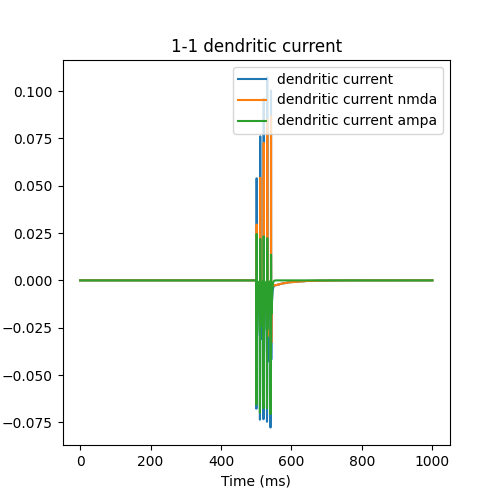 1-1 dendritic current
dendritic current
dendritic current nmda
dendritic current ampa
0.100
0.075
0.050
0.025
0.000
−0.025
−0.050
−0.075
0 200 400 600 800 1000
Time (ms)